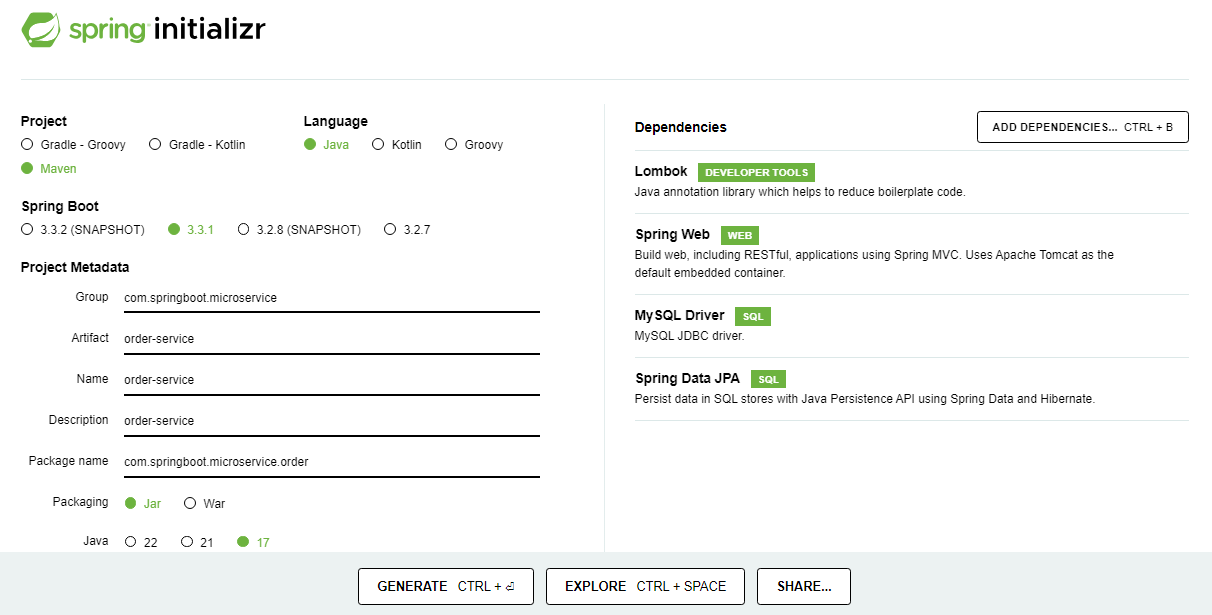 spring initializr
Project
Gradle - Groovy Gradle - Kotlin
Maven
Language
Java Kotlin Groovy
Spring Boot
3.3.2 (SNAPSHOT) 3.3.1 3.2.8 (SNAPSHOT) 3.2.7
Project Metadata
Group com.springboot.microservice
Artifact order-service
Name order-service
Description order-service
Package name com.springboot.microservice.order
Packaging Jar War
Java 22 21 17
Dependencies ADD DEPENDENCIES... CTRL + B
Lombok DEVELOPER TOOLS
Java annotation library which helps to reduce boilerplate code.
Spring Web WEB
Build web, including RESTful, applications using Spring MVC. Uses Apache Tomcat as the
default embedded container.
MySQL Driver SQL
MySQL JDBC driver.
Spring Data JPA SQL
Persist data in SQL stores with Java Persistence API using Spring Data and Hibernate.
GENERATE CTRL + ⏎ EXPLORE CTRL + SPACE SHARE...